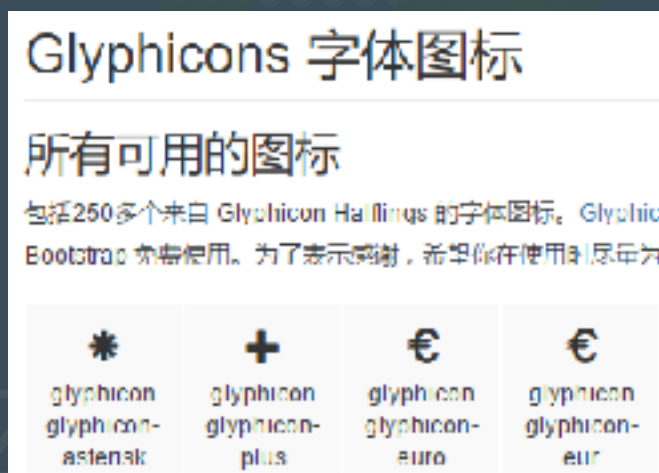 Glyphicons 字体图标
所有可用的图标
包括250多个来自 Glyphicon Halflings 的字体图标。Glyphic
Bootstrap 免费使用。为了表示感谢，希望你在使用时尽量为
glyphicon glyphicon glyphicon glyphicon
glyphicon- glyphicon- glyphicon- glyphicon-
asterisk plus euro eur